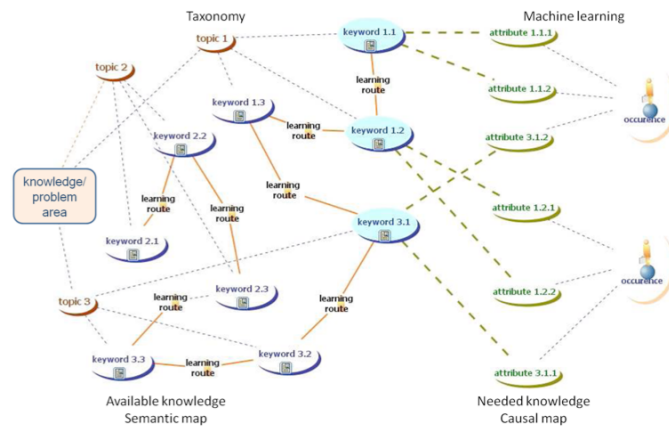 Taxonomy
Machine learning
topic 1
keyword 1.1
attribute 1.1.1
topic 2
learning
route
attribute 1.1.2
occurence
keyword 1.3
keyword 2.2
learning
route
keyword 1.2
attribute 3.1.2
knowledge/
problem
area
learning
route
learning
route
learning
route
attribute 1.2.1
keyword 3.1
keyword 2.1
occurence
keyword 2.3
attribute 1.2.2
topic 3
learning
route
learning
route
keyword 3.3
learning
route
keyword 3.2
attribute 3.1.1
Available knowledge
Semantic map
Needed knowledge
Causal map